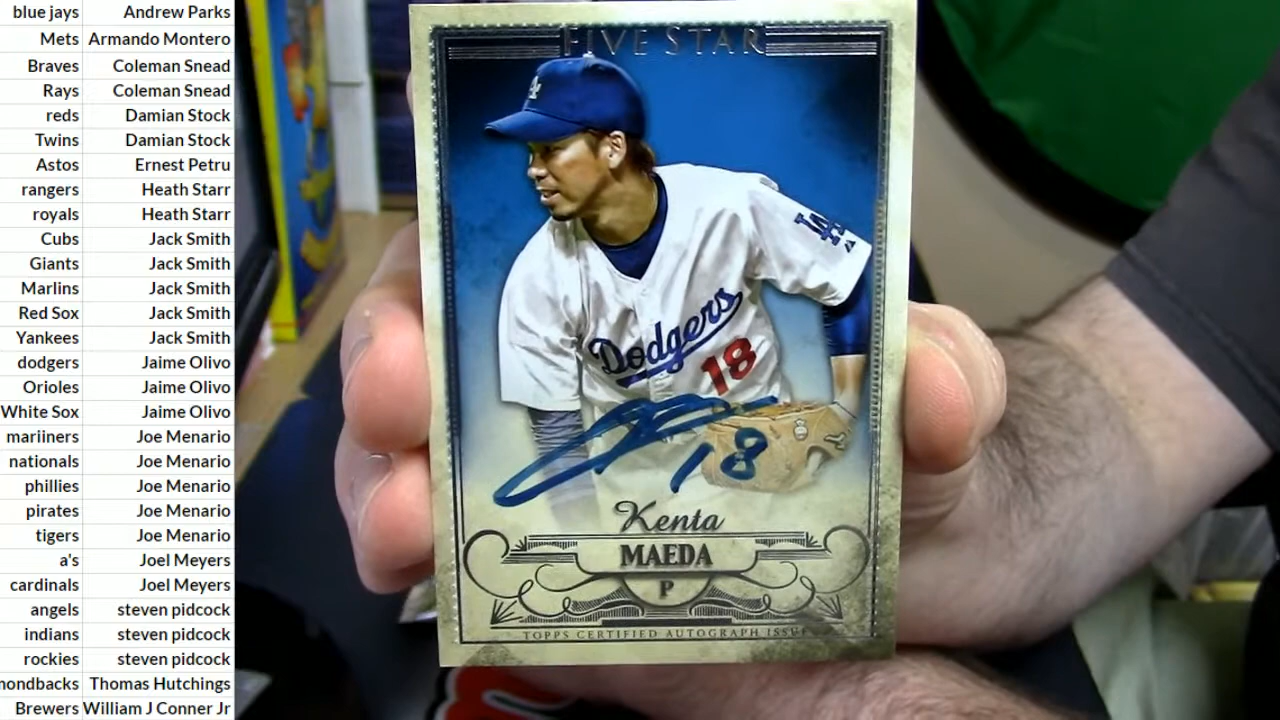 blue jays Andrew Parks
Mets Armando Montero
Braves Coleman Snead
Rays Coleman Snead
reds Damian Stock
Twins Damian Stock
Astos Ernest Petru
rangers Heath Starr
royals Heath Starr
Cubs Jack Smith
Giants Jack Smith
Marlins Jack Smith
Red Sox Jack Smith
Yankees Jack Smith
dodgers Jaime Olivo
Orioles Jaime Olivo
White Sox Jaime Olivo
mariiners Joe Menario
nationals Joe Menario
phillies Joe Menario
pirates Joe Menario
tigers Joe Menario
a's Joel Meyers
cardinals Joel Meyers
angels steven pidcock
indians steven pidcock
rockies steven pidcock
mondbacks Thomas Hutchings
Brewers William J Conner Jr
FIVE STAR
LA
LA
Dodgers
18
18
Kenta
MAEDA
P
TOPPS CERTIFIED AUTOGRAPH ISSUE